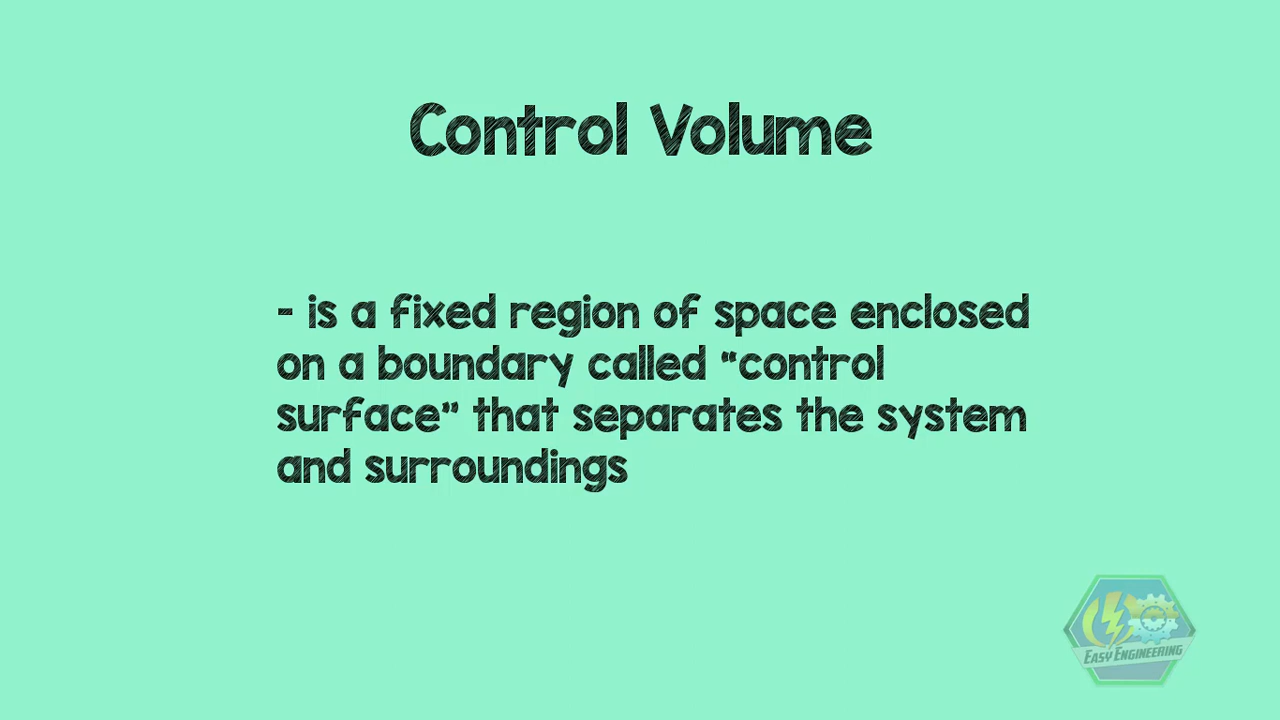 Control Volume
- is a fixed region of space enclosed
on a boundary called “control
surface” that separates the system
and surroundings
EASY ENGINEERING